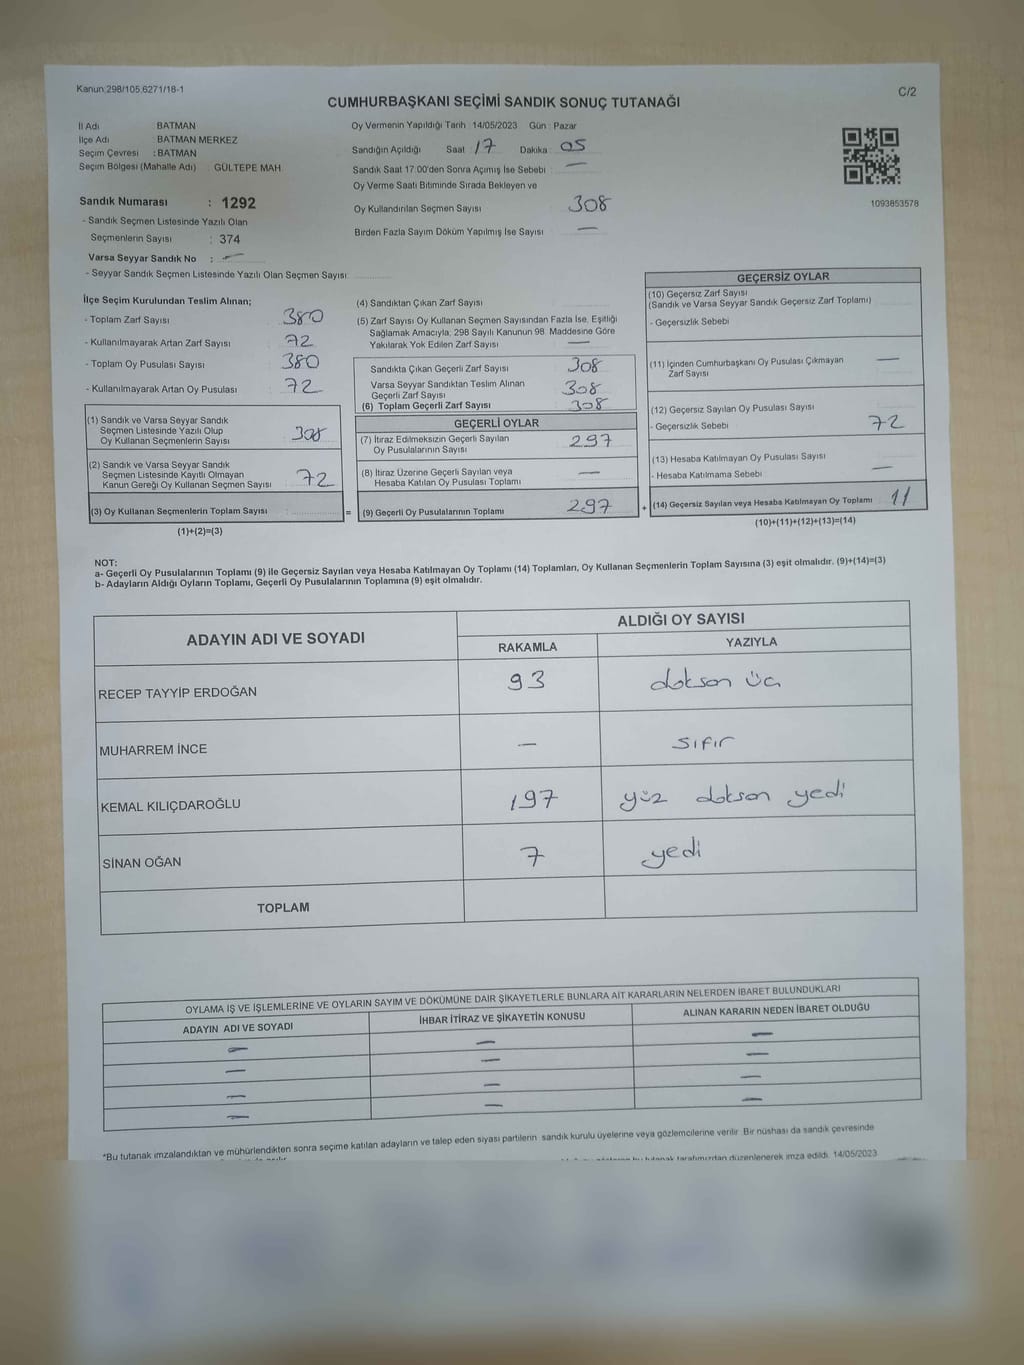 Kanun 298/105,6271/18-1
C/2
CUMHURBAŞKANI SEÇİMİ SANDIK SONUÇ TUTANAĞI
İl Adı BATMAN
İlçe Adı BATMAN MERKEZ
Seçim Çevresi : BATMAN
Seçim Bölgesi (Mahalle Adı) GÜLTEPE MAH
Sandık Numarası : 1292
- Sandık Seçmen Listesinde Yazılı Olan
Seçmenlerin Sayısı : 374
Varsa Seyyar Sandık No : —
- Seyyar Sandık Seçmen Listesinde Yazılı Olan Seçmen Sayısı
Oy Vermenin Yapıldığı Tarih 14/05/2023 Gün : Pazar
Sandığın Açıldığı Saat 17 Dakika 05
Sandık Saat 17.00'den Sonra Açımış İse Sebebi : —
Oy Verme Saati Bitiminde Sırada Bekleyen ve
Oy Kullandırılan Seçmen Sayısı 308
Birden Fazla Sayım Döküm Yapılmış İse Sayısı —
1093853578
İlçe Seçim Kurulundan Teslim Alınan;
- Toplam Zarf Sayısı 380
- Kullanılmayarak Artan Zarf Sayısı 72
- Toplam Oy Pusulası Sayısı 380
- Kullanılmayarak Artan Oy Pusulası 72
(1) Sandık ve Varsa Seyyar Sandık
Seçmen Listesinde Yazılı Olup
Oy Kullanan Seçmenlerin Sayısı 308
(2) Sandık ve Varsa Seyyar Sandık
Seçmen Listesinde Kayıtlı Olmayan
Kanun Gereği Oy Kullanan Seçmen Sayısı 72
(3) Oy Kullanan Seçmenlerin Toplam Sayısı =
(1)+(2)=(3)
(4) Sandıktan Çıkan Zarf Sayısı
(5) Zarf Sayısı Oy Kullanan Seçmen Sayısından Fazla İse, Eşitliği
Sağlamak Amacıyla, 298 Sayılı Kanunun 98. Maddesine Göre
Yakılarak Yok Edilen Zarf Sayısı —
Sandıkta Çıkan Geçerli Zarf Sayısı 308
Varsa Seyyar Sandıktan Teslim Alınan
Geçerli Zarf Sayısı 308
(6) Toplam Geçerli Zarf Sayısı 308
GEÇERLİ OYLAR
(7) İtiraz Edilmeksizin Geçerli Sayılan
Oy Pusulalarının Sayısı 297
(8) İtiraz Üzerine Geçerli Sayılan veya
Hesaba Katılan Oy Pusulası Toplamı —
(9) Geçerli Oy Pusulalarının Toplamı 297 +
GEÇERSİZ OYLAR
(10) Geçersiz Zarf Sayısı
(Sandık ve Varsa Seyyar Sandık Geçersiz Zarf Toplamı)
- Geçersizlik Sebebi
(11) İçinden Cumhurbaşkanı Oy Pusulası Çıkmayan
Zarf Sayısı —
(12) Geçersiz Sayılan Oy Pusulası Sayısı
- Geçersizlik Sebebi 72
(13) Hesaba Katılmayan Oy Pusulası Sayısı
- Hesaba Katılmama Sebebi —
(14) Geçersiz Sayılan veya Hesaba Katılmayan Oy Toplamı 11
(10)+(11)+(12)+(13)=(14)
NOT:
a- Geçerli Oy Pusulalarının Toplamı (9) ile Geçersiz Sayılan veya Hesaba Katılmayan Oy Toplamı (14) Toplamları, Oy Kullanan Seçmenlerin Toplam Sayısına (3) eşit olmalıdır. (9)+(14)=(3)
b- Adayların Aldığı Oyların Toplamı, Geçerli Oy Pusulalarının Toplamına (9) eşit olmalıdır.
ADAYIN ADI VE SOYADI ALDIĞI OY SAYISI
RAKAMLA YAZIYLA
RECEP TAYYİP ERDOĞAN 93 doksan üç
MUHARREM İNCE — sıfır
KEMAL KILIÇDAROĞLU 197 yüz doksan yedi
SİNAN OĞAN 7 yedi
TOPLAM
OYLAMA İŞ VE İŞLEMLERİNE VE OYLARIN SAYIM VE DÖKÜMÜNE DAİR ŞİKAYETLERLE BUNLARA AİT KARARLARIN NELERDEN İBARET BULUNDUKLARI
ADAYIN ADI VE SOYADI İHBAR İTİRAZ VE ŞİKAYETİN KONUSU ALINAN KARARIN NEDEN İBARET OLDUĞU
— — —
— — —
— — —
— — —
*Bu tutanak imzalandıktan ve mühürlendikten sonra seçime katılan adayların ve talep eden siyasi partilerin sandık kurulu üyelerine veya gözlemcilerine verilir. Bir nüshası da sandık çevresinde
bu tutanak tarafımızdan düzenlenerek imza edildi. 14/05/2023